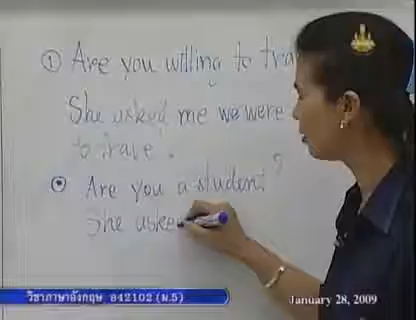 ① Are you willing to tra
She asked me we were
to trave.
⊙ Are you a student?
She asked
วิชาภาษาอังกฤษ อ42102 (ม.5)
January 28, 2009